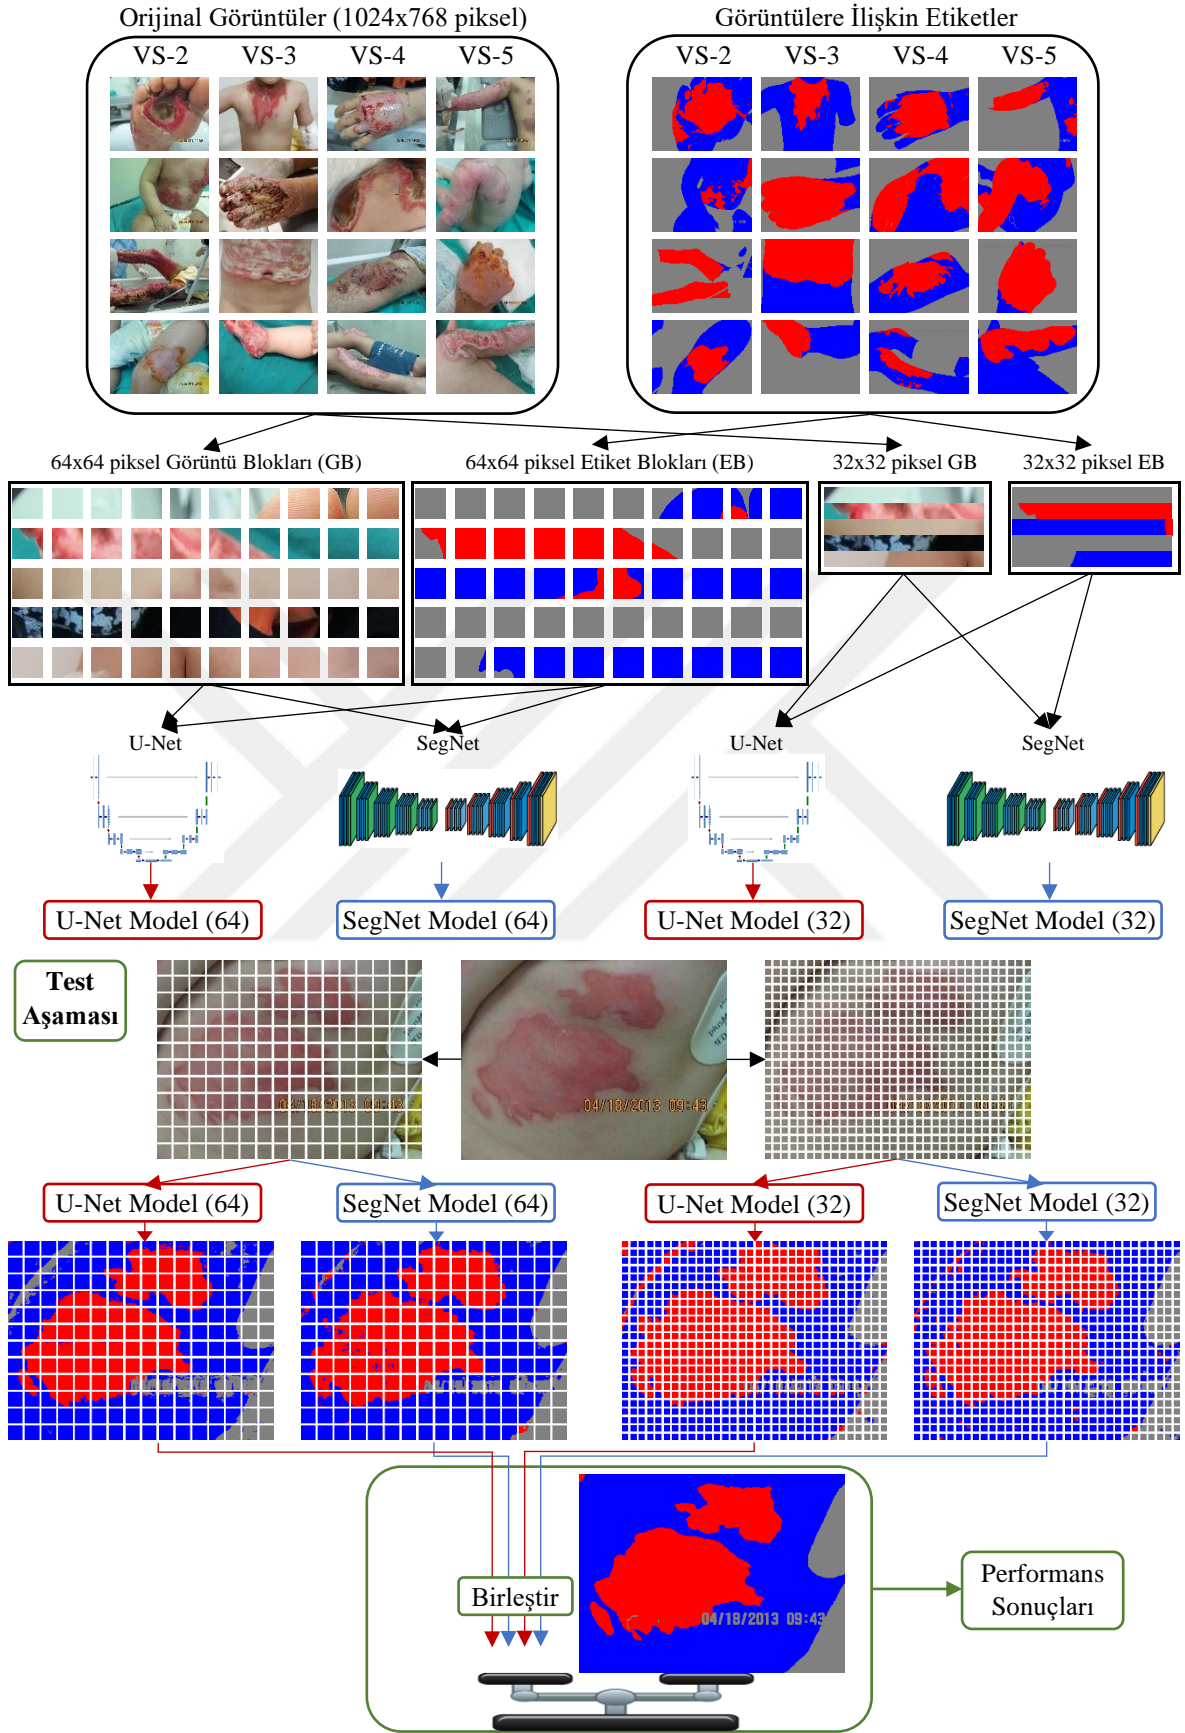 Orijinal Görüntüler (1024x768 piksel)
Görüntülere İlişkin Etiketler
VS-2 VS-3 VS-4 VS-5
VS-2 VS-3 VS-4 VS-5
64x64 piksel Görüntü Blokları (GB)
64x64 piksel Etiket Blokları (EB)
32x32 piksel GB
32x32 piksel EB
U-Net
SegNet
U-Net
SegNet
U-Net Model (64)
SegNet Model (64)
U-Net Model (32)
SegNet Model (32)
Test
Aşaması
04/18/2013 09:43
U-Net Model (64)
SegNet Model (64)
U-Net Model (32)
SegNet Model (32)
Birleştir
04/18/2013 09:43
Performans
Sonuçları